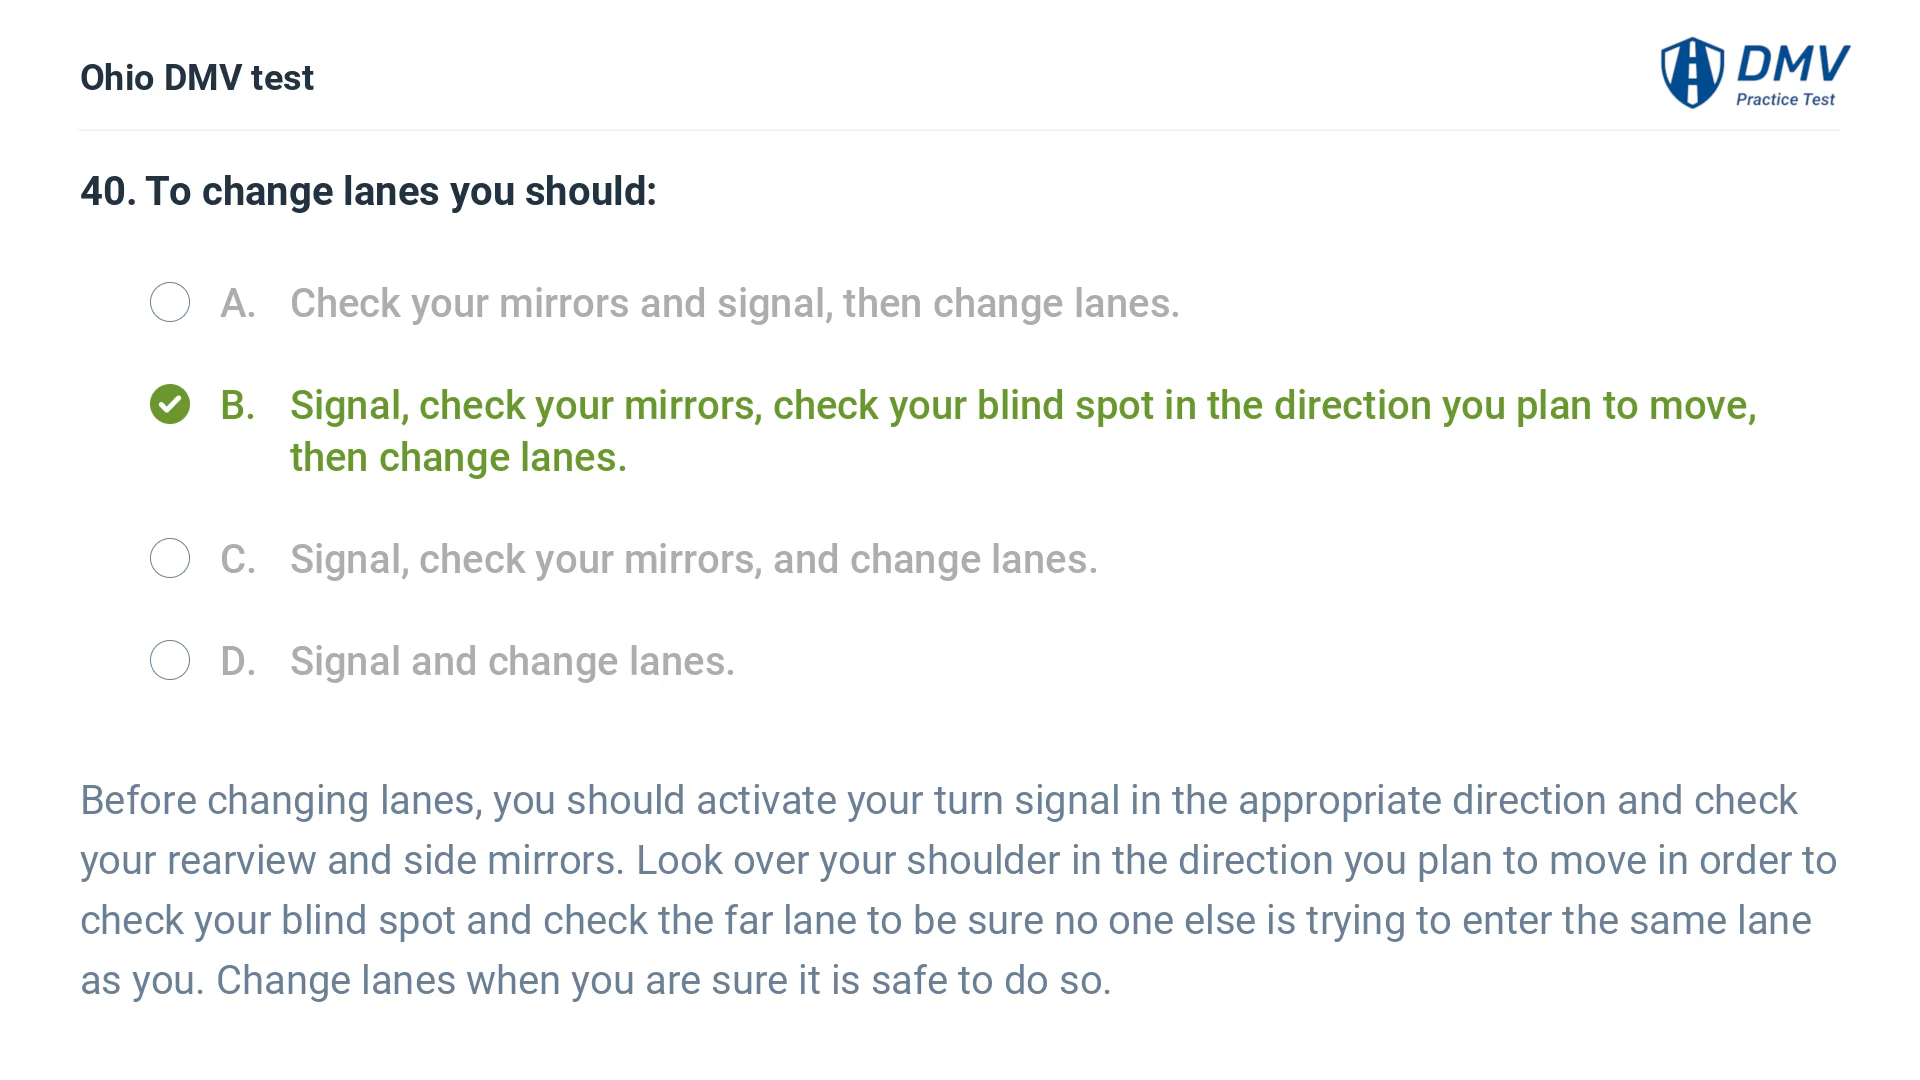 Ohio DMV test
DMV
Practice Test
40. To change lanes you should:
A. Check your mirrors and signal, then change lanes.
B. Signal, check your mirrors, check your blind spot in the direction you plan to move,
then change lanes.
C. Signal, check your mirrors, and change lanes.
D. Signal and change lanes.
Before changing lanes, you should activate your turn signal in the appropriate direction and check
your rearview and side mirrors. Look over your shoulder in the direction you plan to move in order to
check your blind spot and check the far lane to be sure no one else is trying to enter the same lane
as you. Change lanes when you are sure it is safe to do so.